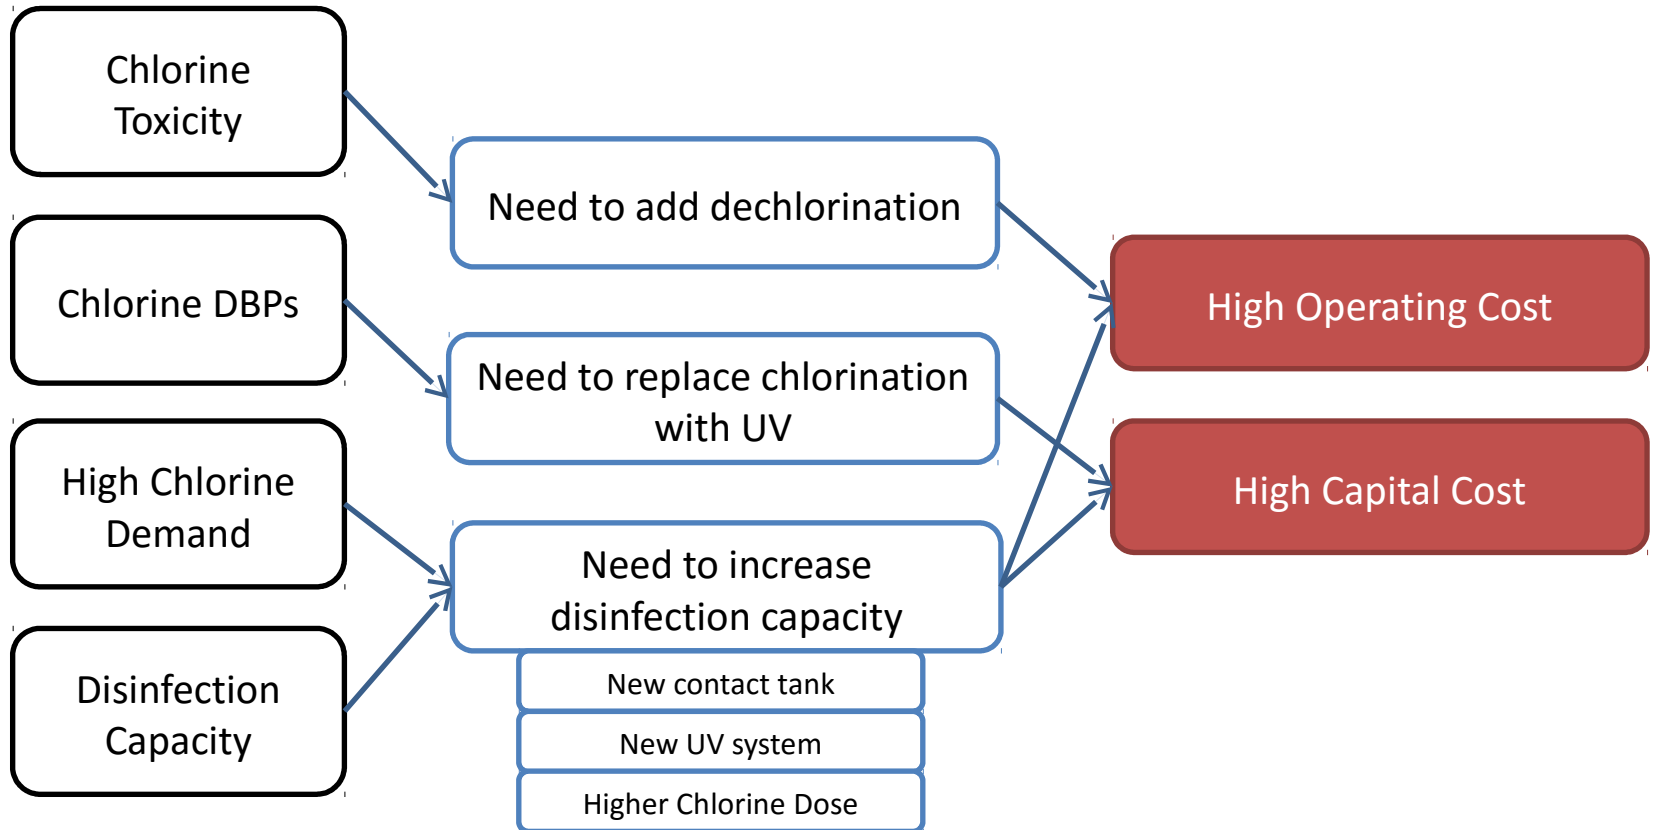 Chlorine
Toxicity
Chlorine DBPs
High Chlorine
Demand
Disinfection
Capacity
Need to add dechlorination
Need to replace chlorination
with UV
Need to increase
disinfection capacity
New contact tank
New UV system
Higher Chlorine Dose
High Operating Cost
High Capital Cost